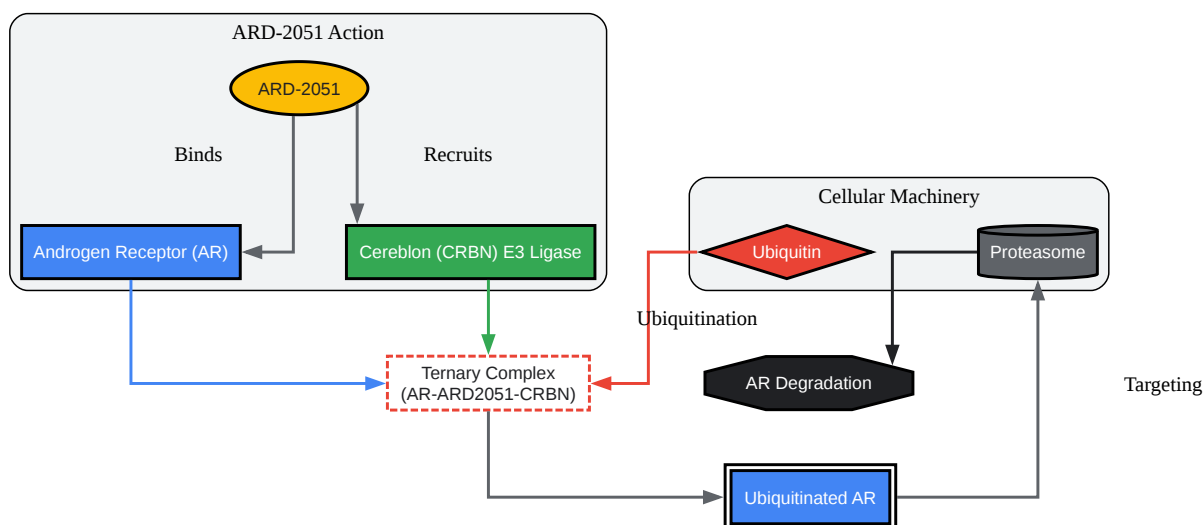 ARD-2051 Action
ARD-2051
Binds
Recruits
Androgen Receptor (AR)
Cereblon (CRBN) E3 Ligase
Cellular Machinery
Ubiquitin
Proteasome
Ubiquitination
Ternary Complex
(AR-ARD2051-CRBN)
AR Degradation
Targeting
Ubiquitinated AR